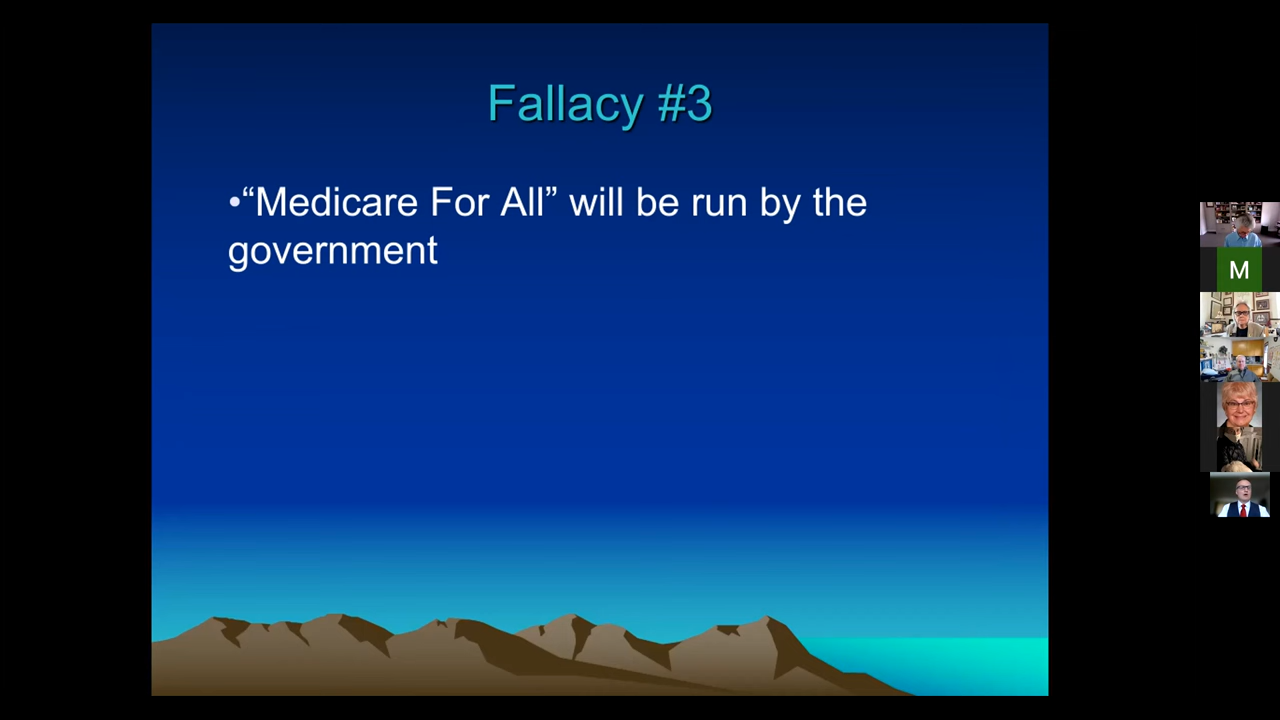 Fallacy #3
•“Medicare For All” will be run by the
government
M